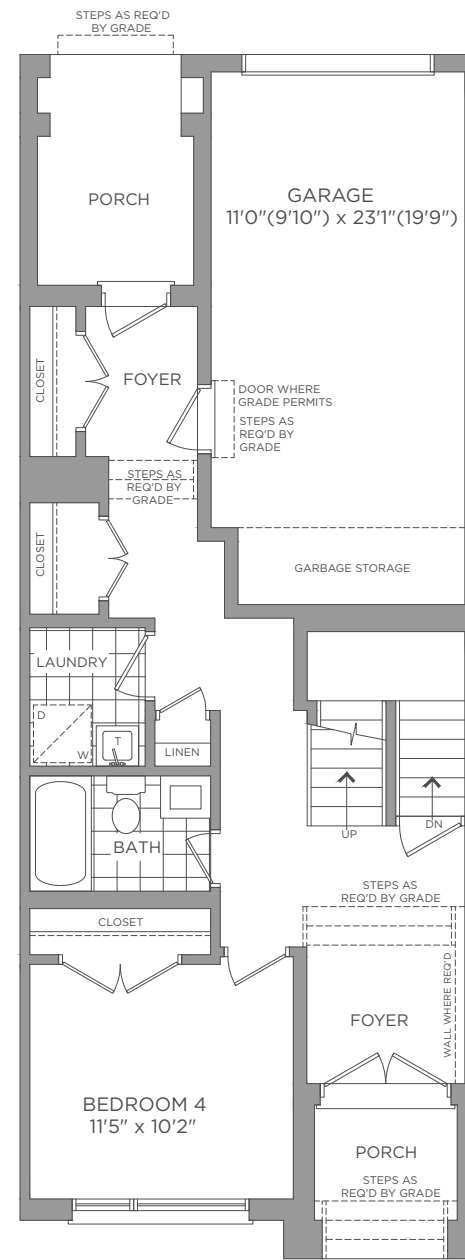 STEPS AS REQ'D
BY GRADE
PORCH
GARAGE
11'0"(9'10") x 23'1"(19'9")
CLOSET
FOYER
DOOR WHERE
GRADE PERMITS
STEPS AS
REQ'D BY
GRADE
STEPS AS
REQ'D BY
GRADE
CLOSET
GARBAGE STORAGE
LAUNDRY
D
W
T
LINEN
UP
DN
BATH
STEPS AS
REQ'D BY GRADE
CLOSET
WALL WHERE REQ'D
FOYER
BEDROOM 4
11'5" x 10'2"
PORCH
STEPS AS
REQ'D BY GRADE